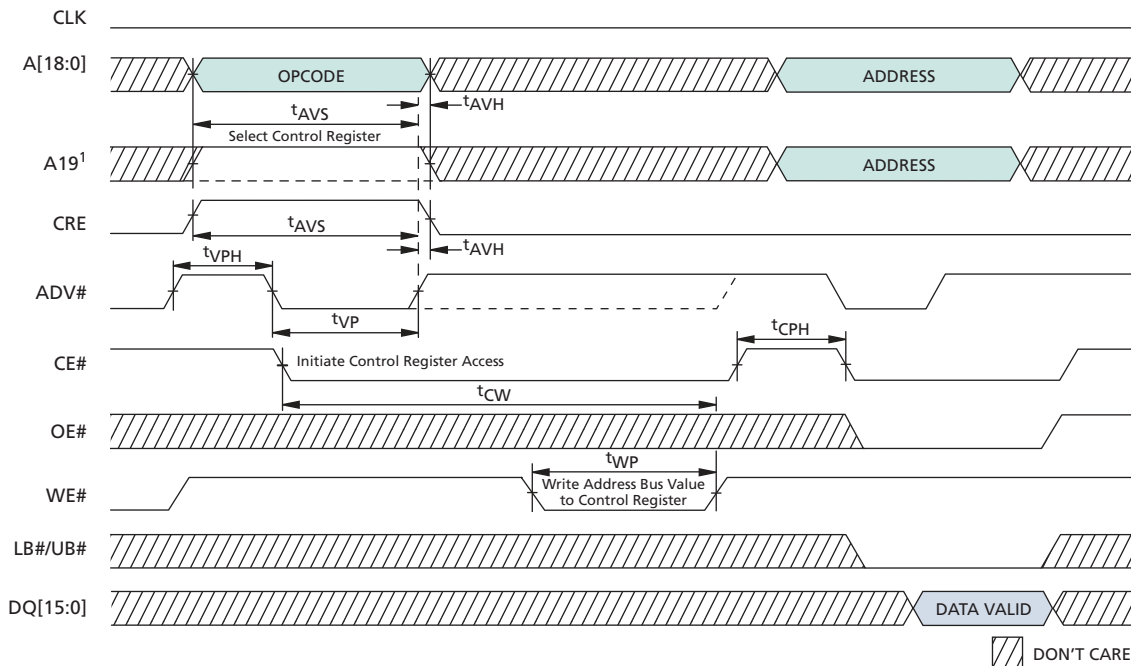 CLK
A[18:0]
OPCODE
ADDRESS
tAVS
tAVH
Select Control Register
A19¹
ADDRESS
CRE
tAVS
tAVH
tVPH
ADV#
tVP
tCPH
CE#
Initiate Control Register Access
tCW
OE#
tWP
WE#
Write Address Bus Value
to Control Register
LB#/UB#
DQ[15:0]
DATA VALID
DON'T CARE